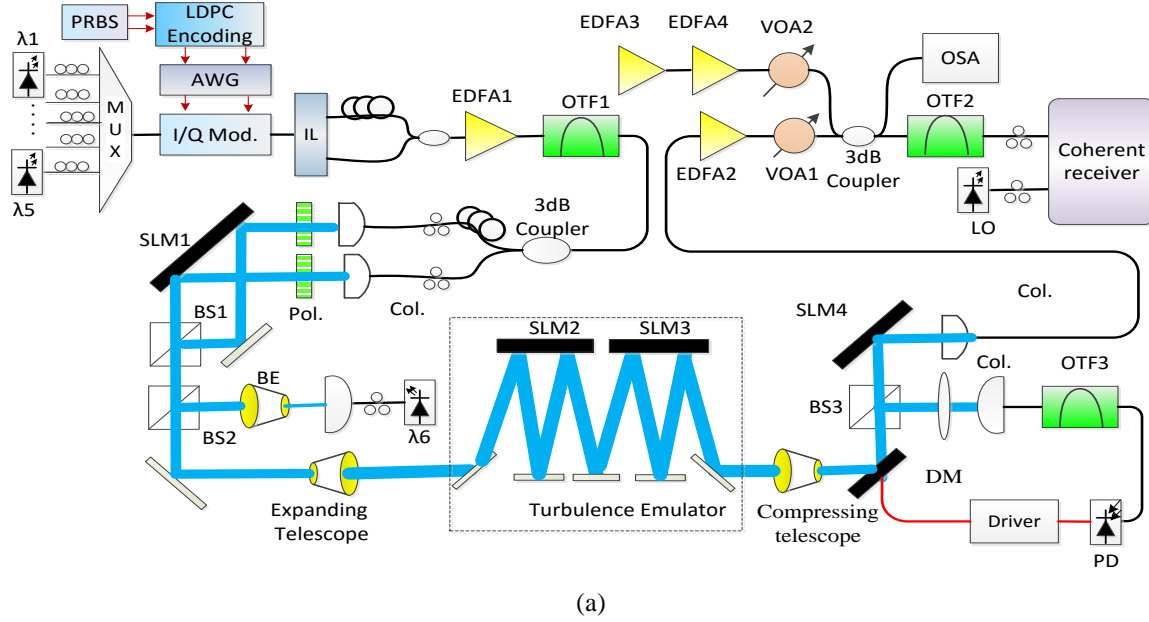 PRBS
LDPC
Encoding
AWG
I/Q Mod.
λ1
λ5
M
U
X
IL
EDFA1
OTF1
EDFA3
EDFA4
VOA2
OSA
EDFA2
VOA1
3dB
Coupler
OTF2
Coherent
receiver
LO
SLM1
3dB
Coupler
BS1
Pol.
Col.
BE
BS2
λ6
Expanding
Telescope
SLM2
SLM3
Turbulence Emulator
SLM4
Col.
Col.
OTF3
BS3
DM
Compressing
telescope
Driver
PD
(a)